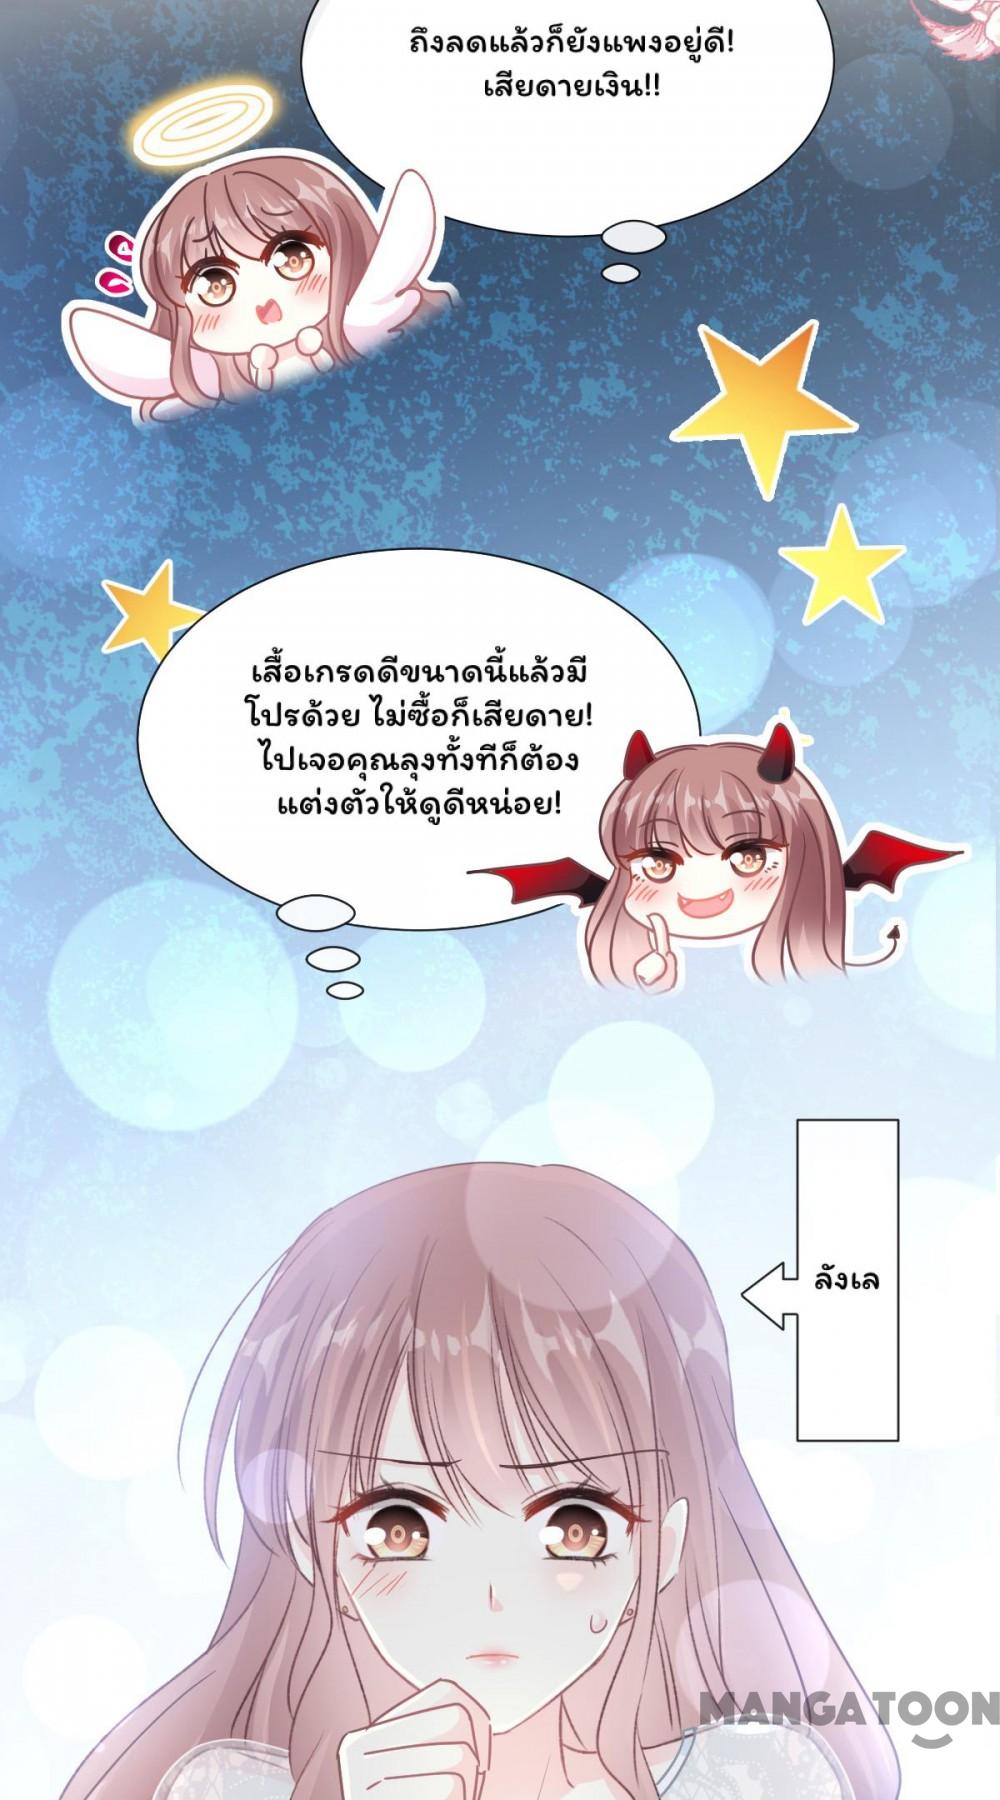 ถึงลดแล้วก็ยังแพงอยู่ดี!
เสียดายเงิน!!
เสื้อเกรดดีขนาดนี้แล้วมี
โปรด้วย ไม่ซื้อก็เสียดาย!
ไปเจอคุณลุงทั้งทีก็ต้อง
แต่งตัวให้ดูดีหน่อย!
ลังเล
MANGATOON